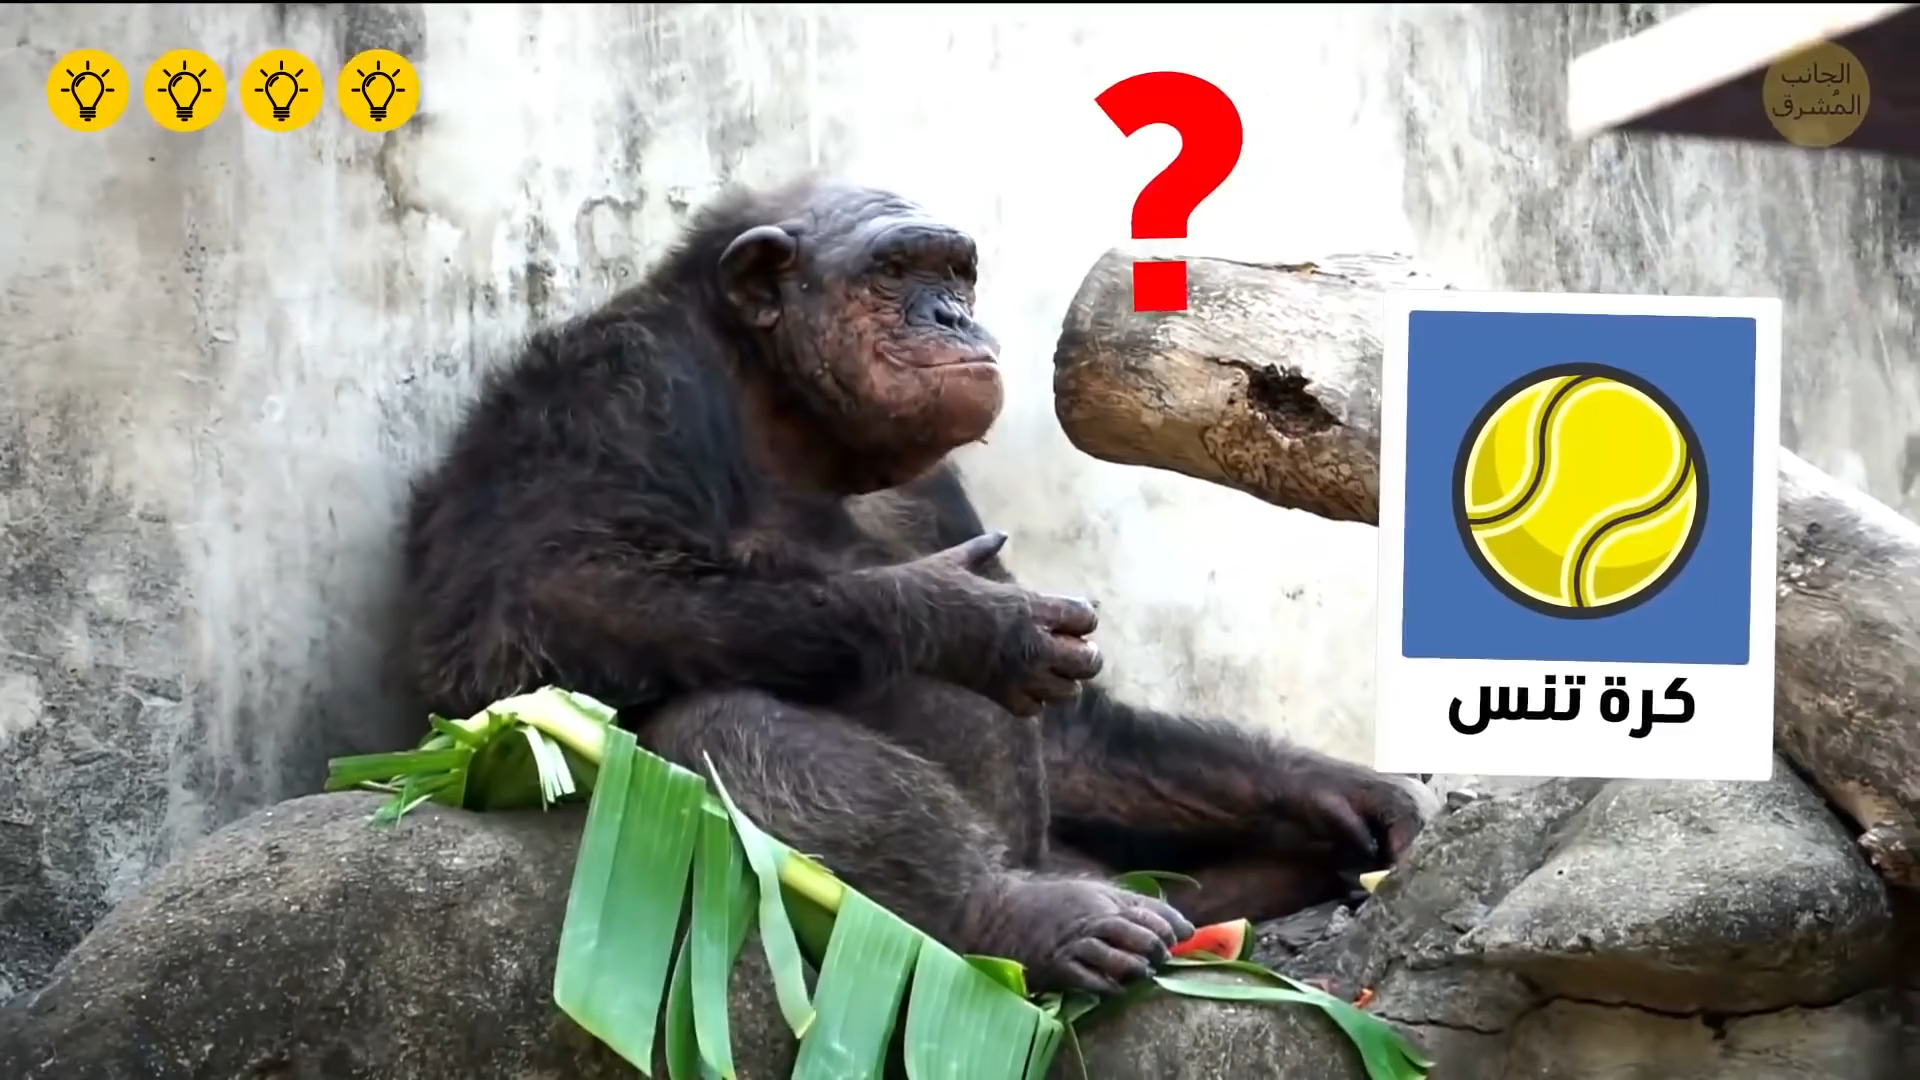 الجانب
المُشرق
؟
كرة تنس